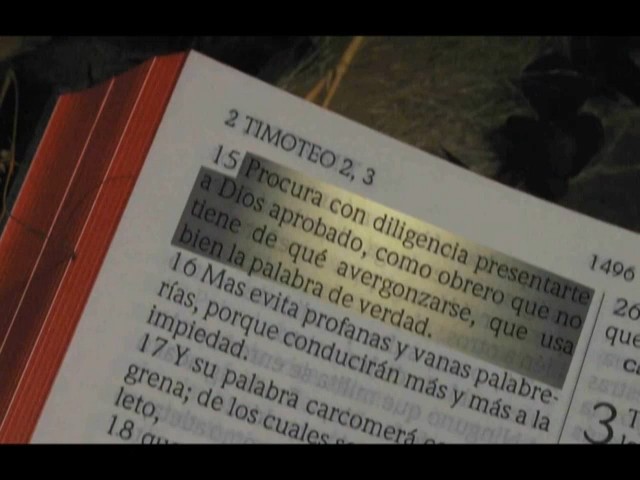 2 TIMOTEO 2, 3
1496
15 Procura con diligencia presentarte
a Dios aprobado, como obrero que no
tiene de qué avergonzarse, que usa
bien la palabra de verdad.
16 Mas evita profanas y vanas palabre-
rías, porque conducirán más y más a la
impiedad.
17 Y su palabra carcomerá
grena; de los cuales
leto,
18
26
que
3